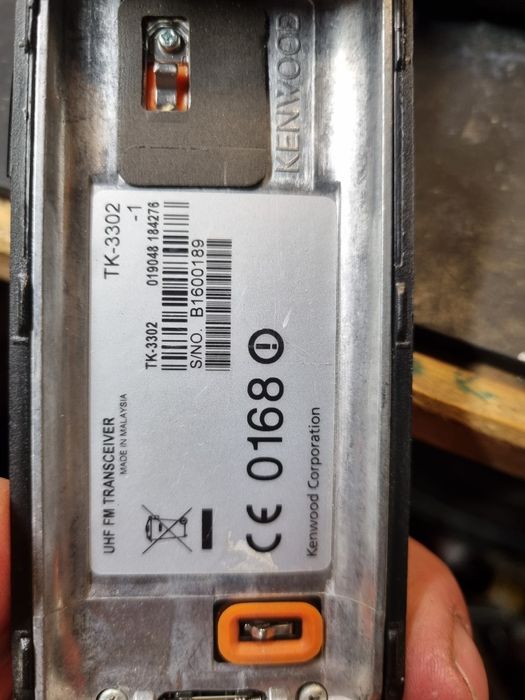 KENWOOD
TK-3302
-1
TK-3302 019048 184276
S/NO. B1600189
UHF FM TRANSCEIVER
MADE IN MALAYSIA
CE 0168
Kenwood Corporation